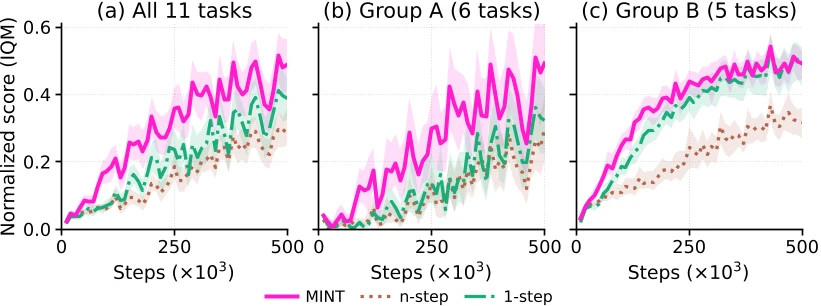 (a) All 11 tasks
(b) Group A (6 tasks)
(c) Group B (5 tasks)
Normalized score (IQM)
0.6
0.4
0.2
0.0
0
250
500
0
250
500
0
250
500
Steps (×10³)
Steps (×10³)
Steps (×10³)
MINT
n-step
1-step